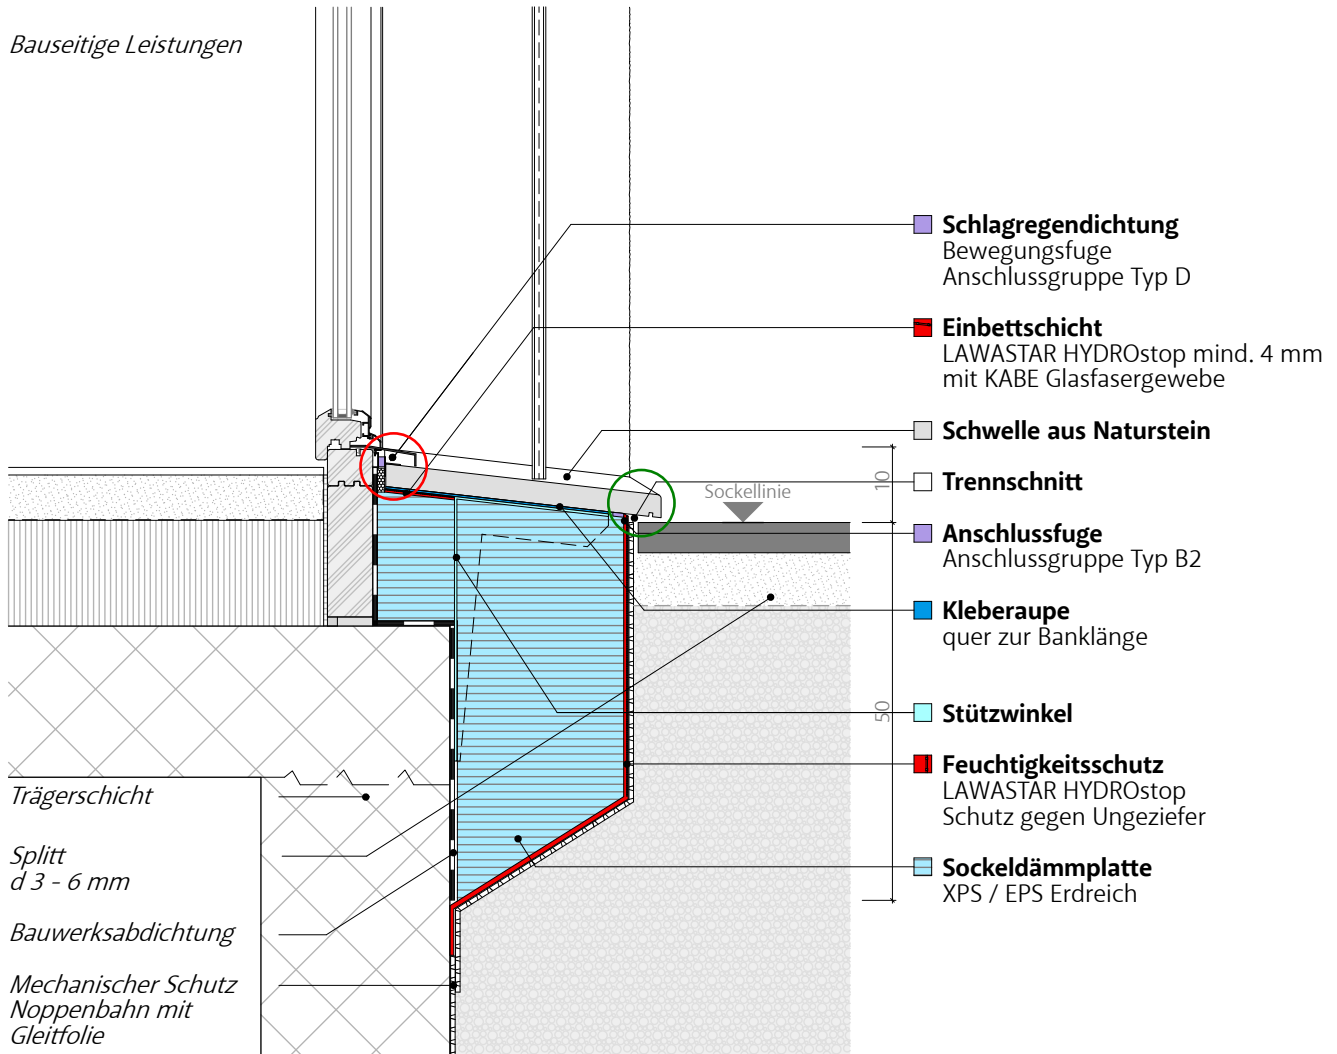 Bauseitige Leistungen
Schlagregendichtung
Bewegungsfuge
Anschlussgruppe Typ D
Einbettschicht
LAWASTAR HYDROstop mind. 4 mm
mit KABE Glasfasergewebe
Schwelle aus Naturstein
Trennschnitt
Sockellinie
10
Anschlussfuge
Anschlussgruppe Typ B2
Kleberaupe
quer zur Banklänge
50
Stützwinkel
Feuchtigkeitsschutz
LAWASTAR HYDROstop
Schutz gegen Ungeziefer
Sockeldämmplatte
XPS / EPS Erdreich
Trägerschicht
Splitt
d 3 - 6 mm
Bauwerksabdichtung
Mechanischer Schutz
Noppenbahn mit
Gleitfolie